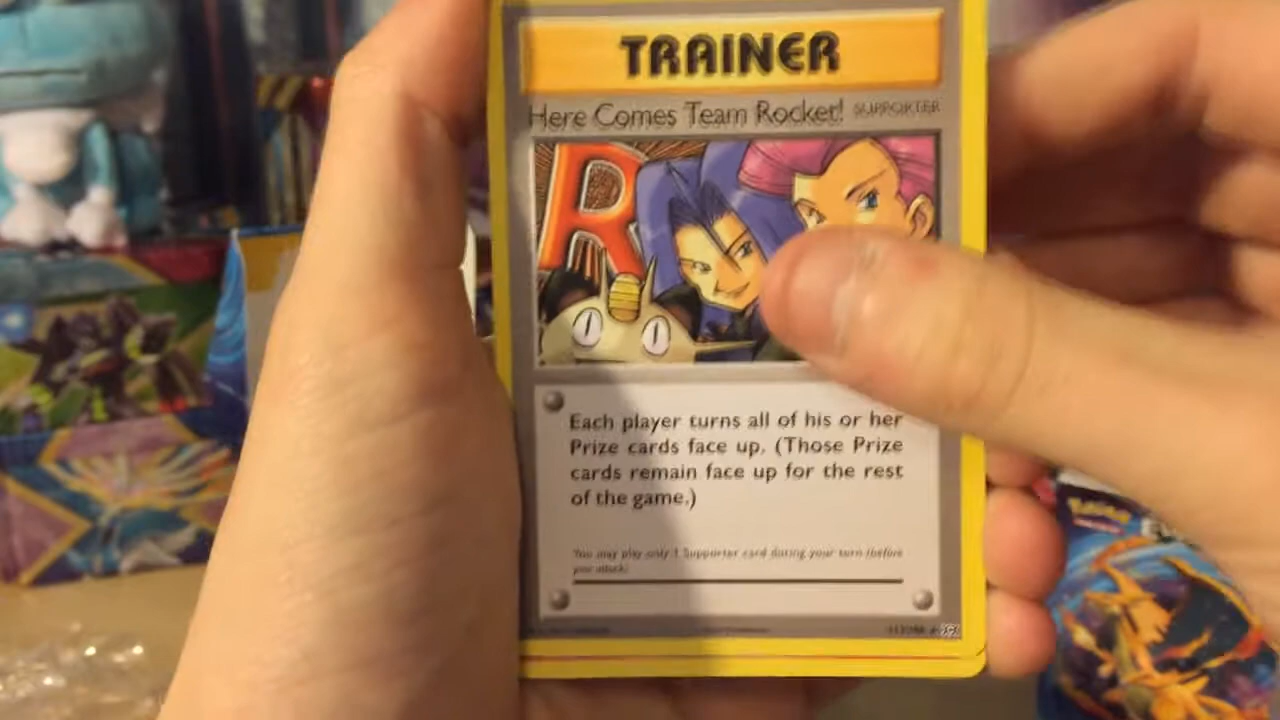 TRAINER
Here Comes Team Rocket! SUPPORTER
R
Each player turns all of his or her
Prize cards face up. (Those Prize
cards remain face up for the rest
of the game.)
You may play only 1 Supporter card during your turn (before
your attack).